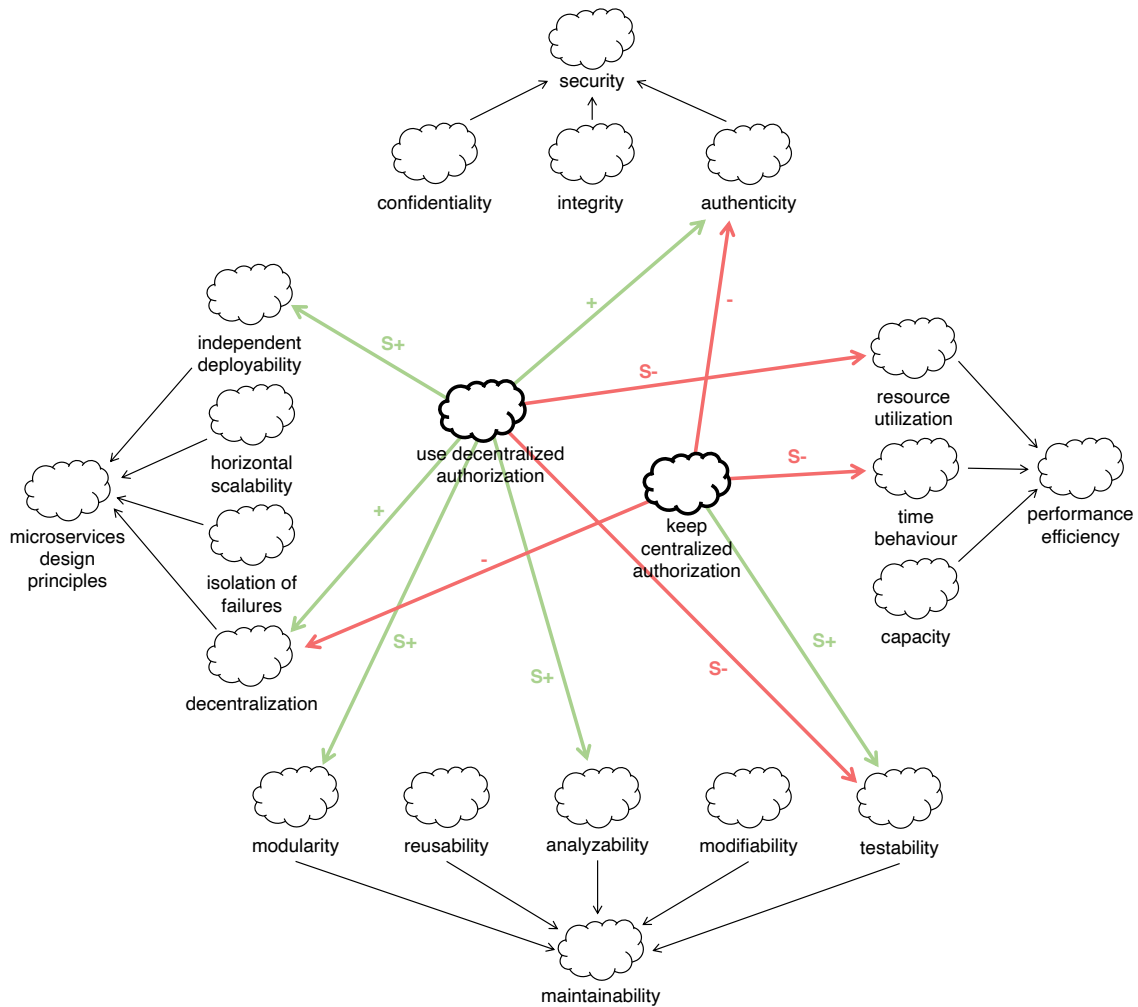 security
confidentiality
integrity
authenticity
+
-
independent
deployability
S+
S-
resource
utilization
horizontal
scalability
use decentralized
authorization
S-
+
keep
centralized
authorization
time
behaviour
performance
efficiency
microservices
design
principles
isolation of
failures
-
capacity
S+
S+
S+
S-
decentralization
modularity
reusability
analyzability
modifiability
testability
maintainability